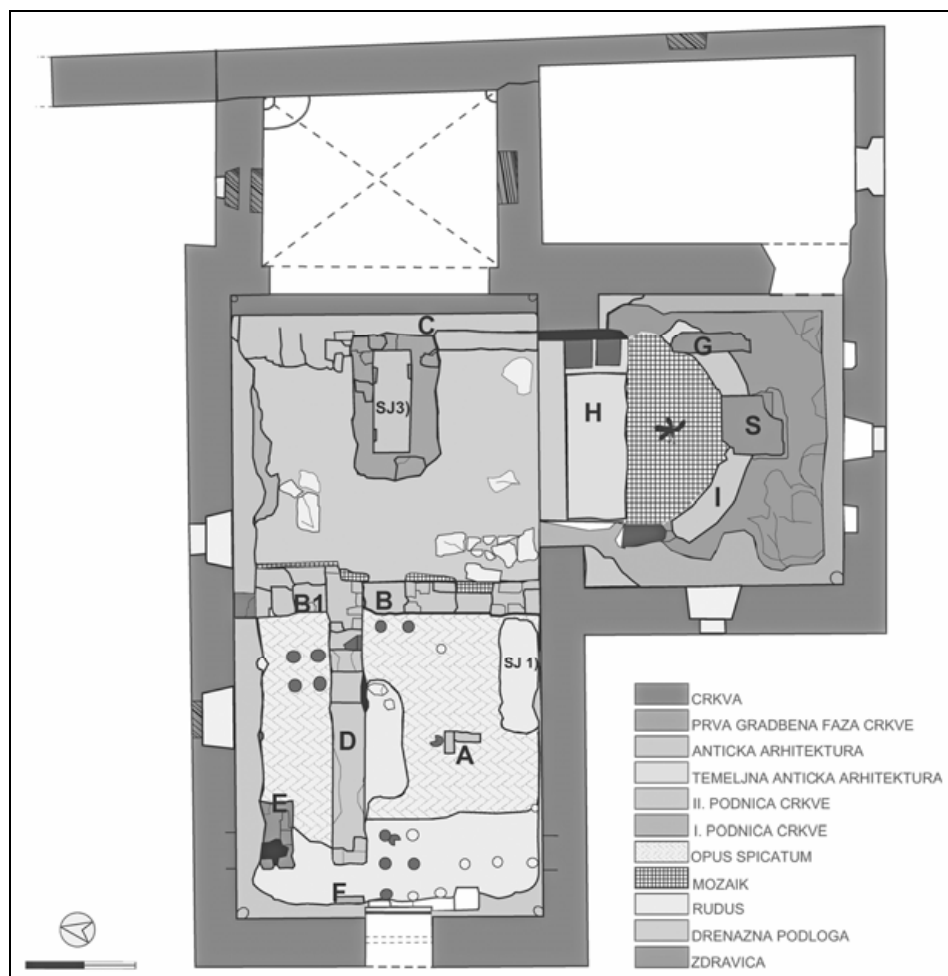 C
G
SJ3)
H
S
I
B1
B
SJ 1)
D
A
E
F
CRKVA
PRVA GRADBENA FAZA CRKVE
ANTICKA ARHITEKTURA
TEMELJNA ANTICKA ARHITEKTURA
II. PODNICA CRKVE
I. PODNICA CRKVE
OPUS SPICATUM
MOZAIK
RUDUS
DRENAZNA PODLOGA
ZDRAVICA